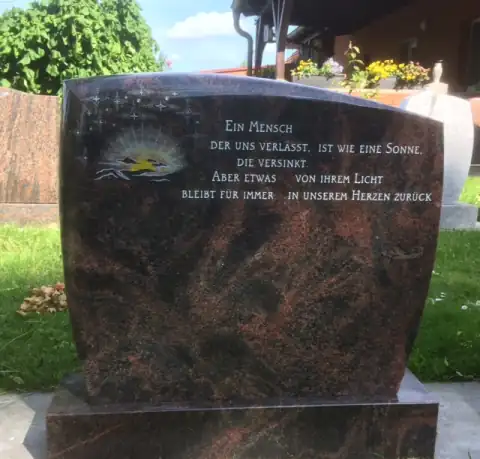 Ein Mensch
der uns verlässt, ist wie eine Sonne,
die versinkt.
Aber etwas von ihrem Licht
bleibt für immer in unserem Herzen zurück